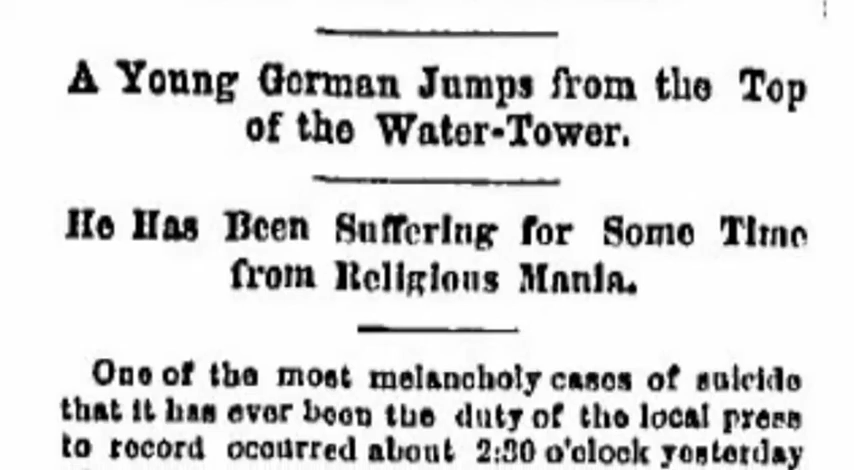 A Young German Jumps from the Top
of the Water-Tower.
He Has Been Suffering for Some Time
from Religious Mania.
One of the most melancholy cases of suicide
that it has ever been the duty of the local press
to record occurred about 2:30 o'clock yesterday